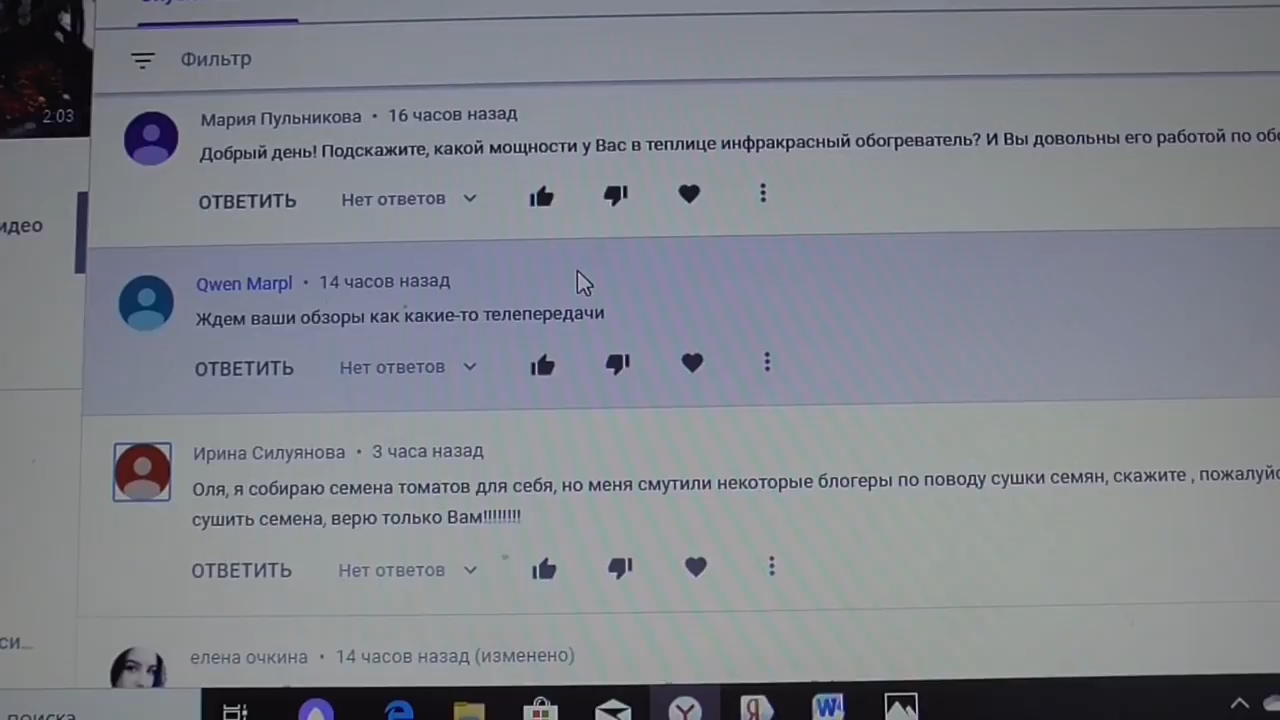 Фильтр
2:03
Мария Пульникова • 16 часов назад
Добрый день! Подскажите, какой мощности у Вас в теплице инфракрасный обогреватель? И Вы довольны его работой по обо
ОТВЕТИТЬ Нет ответов
идео
Qwen Marpl • 14 часов назад
Ждем ваши обзоры как какие-то телепередачи
ОТВЕТИТЬ Нет ответов
Ирина Силуянова • 3 часа назад
Оля, я собираю семена томатов для себя, но меня смутили некоторые блогеры по поводу сушки семян, скажите , пожалуйс
сушить семена, верю только Вам!!!!!!!!
ОТВЕТИТЬ Нет ответов
си...
елена очкина • 14 часов назад (изменено)
поиска